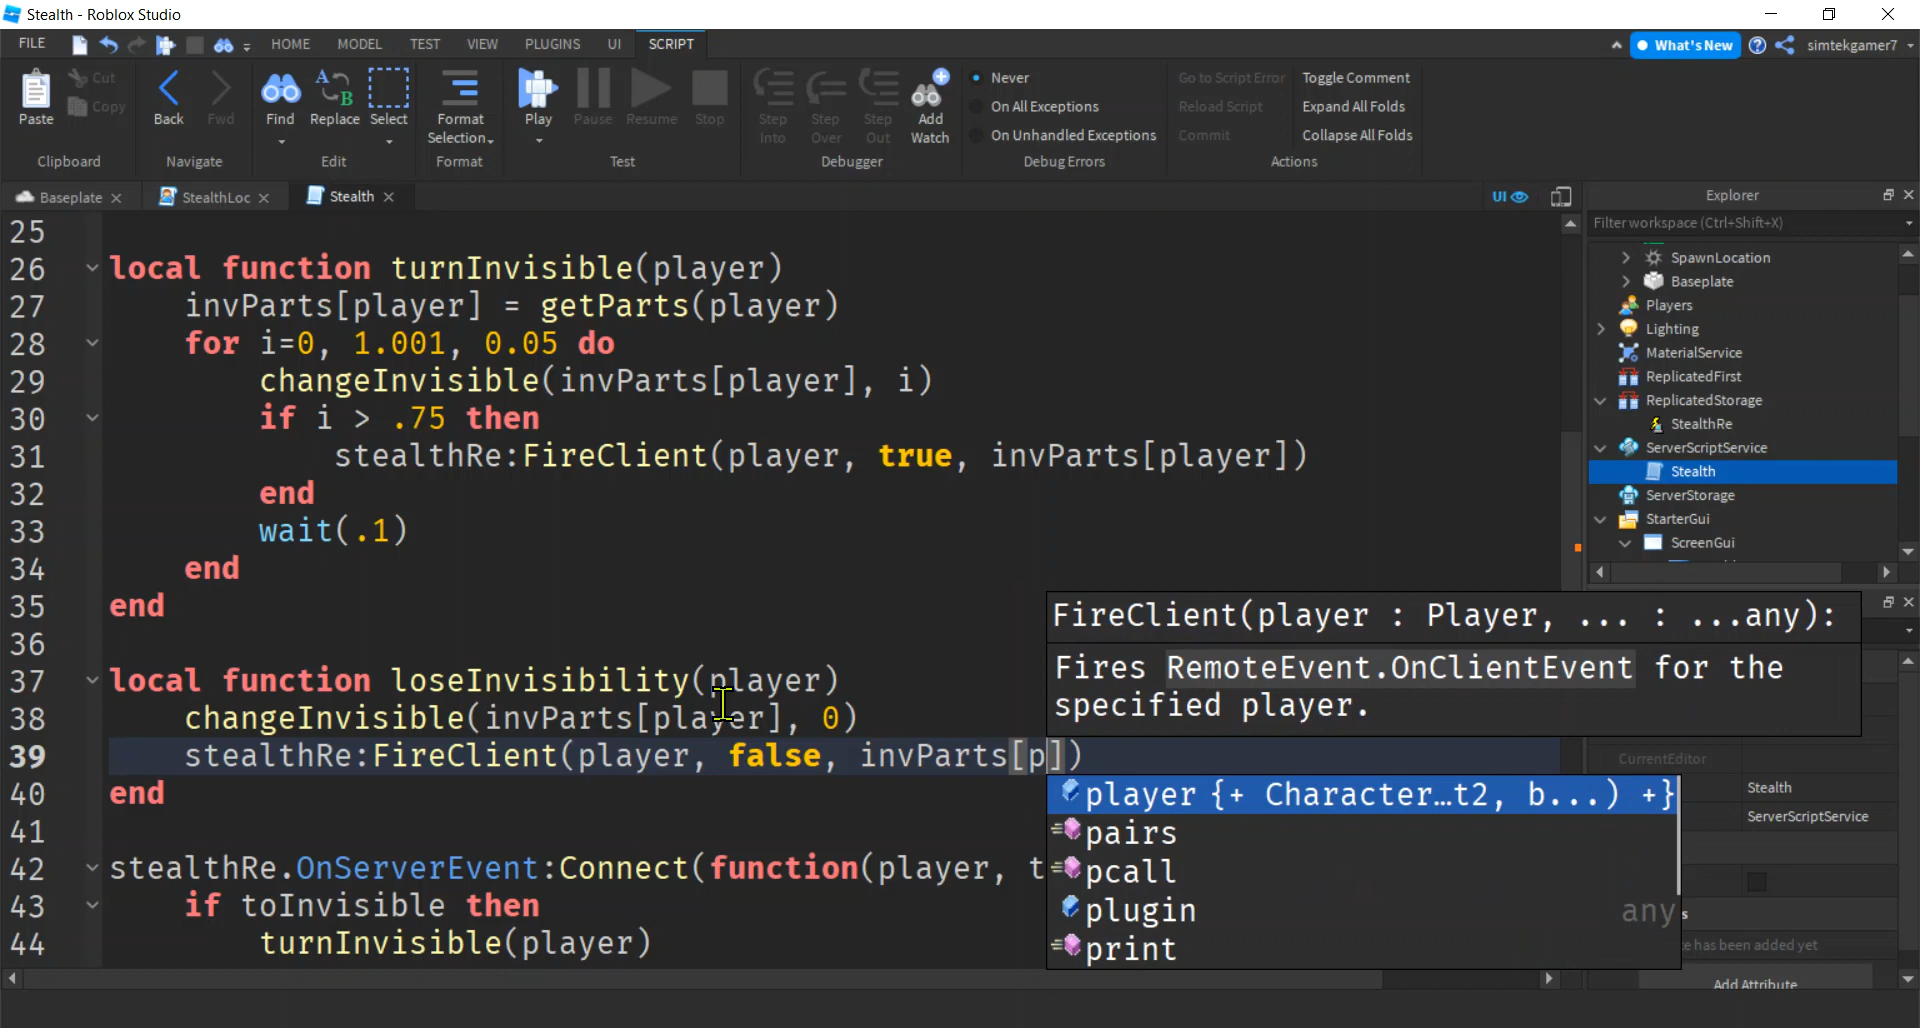 Stealth - Roblox Studio
FILE HOME MODEL TEST VIEW PLUGINS UI SCRIPT What's New simtekgamer7
Paste Cut Copy Back Fwd Find Replace Select Format Selection Play Pause Resume Stop Step Into Step Over Step Out Add Watch
Never
On All Exceptions
On Unhandled Exceptions
Go to Script Error
Reload Script
Commit
Toggle Comment
Expand All Folds
Collapse All Folds
Clipboard Navigate Edit Format Test Debugger Debug Errors Actions
Baseplate StealthLoc Stealth UI
25
26 local function turnInvisible(player)
27 invParts[player] = getParts(player)
28 for i=0, 1.001, 0.05 do
29 changeInvisible(invParts[player], i)
30 if i > .75 then
31 stealthRe:FireClient(player, true, invParts[player])
32 end
33 wait(.1)
34 end
35 end
36
37 local function loseInvisibility(player)
38 changeInvisible(invParts[player], 0)
39 stealthRe:FireClient(player, false, invParts[p])
40 end
41
42 stealthRe.OnServerEvent:Connect(function(player, t
43 if toInvisible then
44 turnInvisible(player)
FireClient(player : Player, ... : ...any):
Fires RemoteEvent.OnClientEvent for the
specified player.
player {+ Character…t2, b...) +}
pairs
pcall
plugin any
print
Explorer
Filter workspace (Ctrl+Shift+X)
SpawnLocation
Baseplate
Players
Lighting
MaterialService
ReplicatedFirst
ReplicatedStorage
StealthRe
ServerScriptService
Stealth
ServerStorage
StarterGui
ScreenGui
CurrentEditor
Stealth
ServerScriptService
s
te has been added yet
Add Attribute